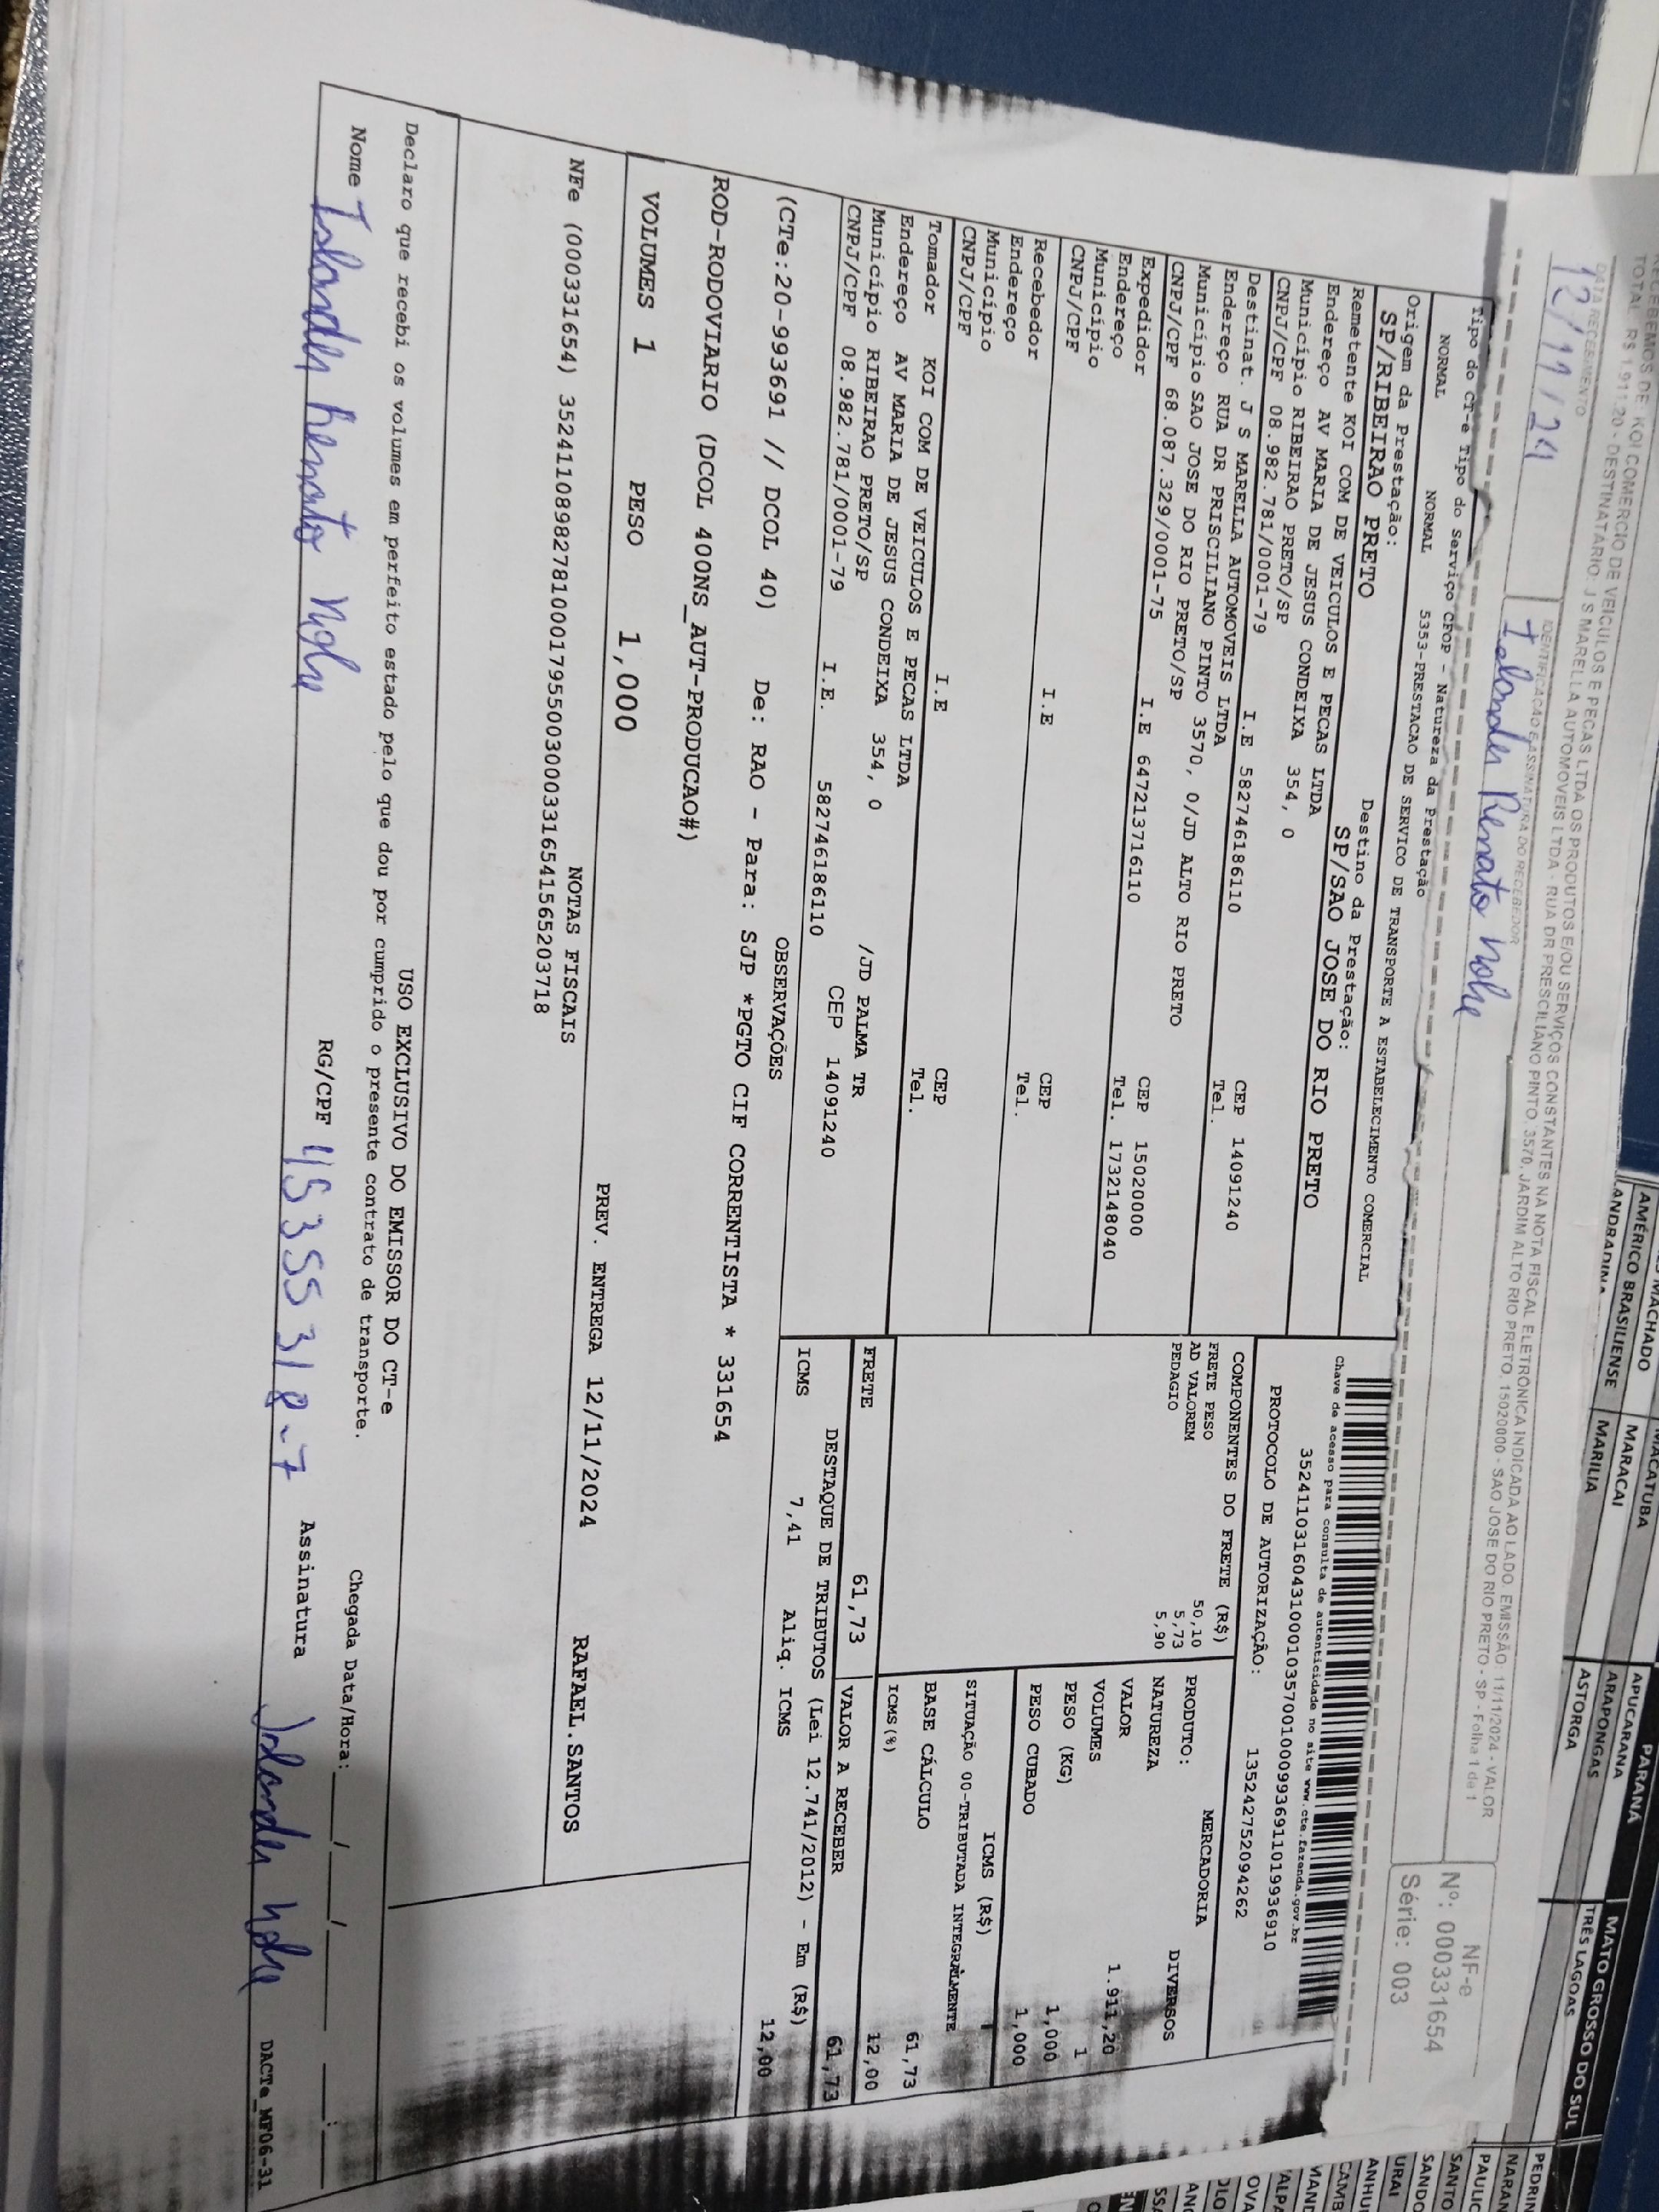 RECEBEMOS DE KOI COMERCIO DE VEICULOS E PECAS LTDA OS PRODUTOS E/OU SERVIÇOS CONSTANTES NA NOTA FISCAL ELETRÔNICA INDICADA AO LADO. EMISSÃO: 11/11/2024 - VALOR
TOTAL: R$ 1.911,20 - DESTINATÁRIO: J S MARELLA AUTOMOVEIS LTDA - RUA DR PRESCILIANO PINTO, 3570, JARDIM ALTO RIO PRETO, 15020000 - SAO JOSE DO RIO PRETO - SP - Folha 1 de 1
DATA RECEBIMENTO
IDENTIFICAÇÃO E ASSINATURA DO RECEBEDOR
12/11/24
Islander Renato
NF-e
Nº: 000331654
Série: 003
Tipo do CT-e Tipo do Serviço CFOP - Natureza da Prestação
NORMAL NORMAL 5353-PRESTACAO DE SERVICO DE TRANSPORTE A ESTABELECIMENTO COMERCIAL
Origem da Prestação: Destino da Prestação:
SP/RIBEIRAO PRETO SP/SAO JOSE DO RIO PRETO
Remetente KOI COM DE VEICULOS E PECAS LTDA
Endereço AV MARIA DE JESUS CONDEIXA 354, 0
Município RIBEIRAO PRETO/SP CEP 14091240
CNPJ/CPF 08.982.781/0001-79 I.E 582746186110 Tel.
Destinat. J S MARELLA AUTOMOVEIS LTDA
Endereço RUA DR PRISCILIANO PINTO 3570, 0/JD ALTO RIO PRETO
Município SAO JOSE DO RIO PRETO/SP CEP 15020000
CNPJ/CPF 68.087.329/0001-75 I.E 647213716110 Tel. 1732148040
Expedidor
Endereço
Município CEP
CNPJ/CPF I.E Tel.
Recebedor
Endereço
Município CEP
CNPJ/CPF I.E Tel.
Tomador KOI COM DE VEICULOS E PECAS LTDA
Endereço AV MARIA DE JESUS CONDEIXA 354, 0 /JD PALMA TR
Município RIBEIRAO PRETO/SP CEP 14091240
CNPJ/CPF 08.982.781/0001-79 I.E. 582746186110
Chave de acesso para consulta de autenticidade no site www.cte.fazenda.gov.br
35241103160431000103570010009936911019936910
PROTOCOLO DE AUTORIZAÇÃO: 135242752094262
COMPONENTES DO FRETE (R$)
FRETE PESO 50,10
AD VALOREM 5,73
PEDAGIO 5,90
MERCADORIA
PRODUTO: DIVERSOS
NATUREZA
VALOR 1.911,20
VOLUMES 1
PESO (KG) 1,000
PESO CUBADO 1,000
ICMS (R$)
SITUAÇÃO 00-TRIBUTADA INTEGRALMENTE
BASE CÁLCULO 61,73
ICMS(%) 12,00
FRETE 61,73 VALOR A RECEBER 61,73
DESTAQUE DE TRIBUTOS (Lei 12.741/2012) - Em (R$)
ICMS 7,41 Aliq. ICMS 12,00
OBSERVAÇÕES
(CTe:20-993691 // DCOL 40) De: RAO - Para: SJP *PGTO CIF CORRENTISTA * 331654
ROD-RODOVIARIO (DCOL 400NS_AUT-PRODUCAO#)
VOLUMES 1 PESO 1,000 PREV. ENTREGA 12/11/2024 RAFAEL.SANTOS
NOTAS FISCAIS
NFe (000331654) 35241108982781000179550030003316541565203718
USO EXCLUSIVO DO EMISSOR DO CT-e
Declaro que recebi os volumes em perfeito estado pelo que dou por cumprido o presente contrato de transporte. Chegada Data/Hora: ___/___/___ __:__
Nome Islander Renato RG/CPF 45355318-7 Assinatura
DACTe_MF06-31
MACHADO
AMÉRICO BRASILIENSE
MACATUBA
MARACAI
MARILIA
PARANÁ
APUCARANA
ARAPONGAS
ASTORGA
MATO GROSSO DO SUL
TRÊS LAGOAS